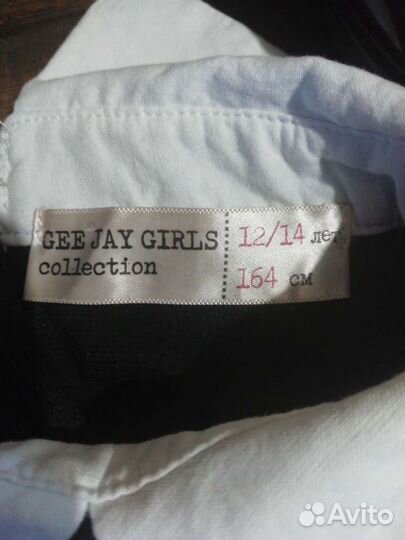 GEE JAY GIRLS
collection
12/14 лет
164 см
Avito